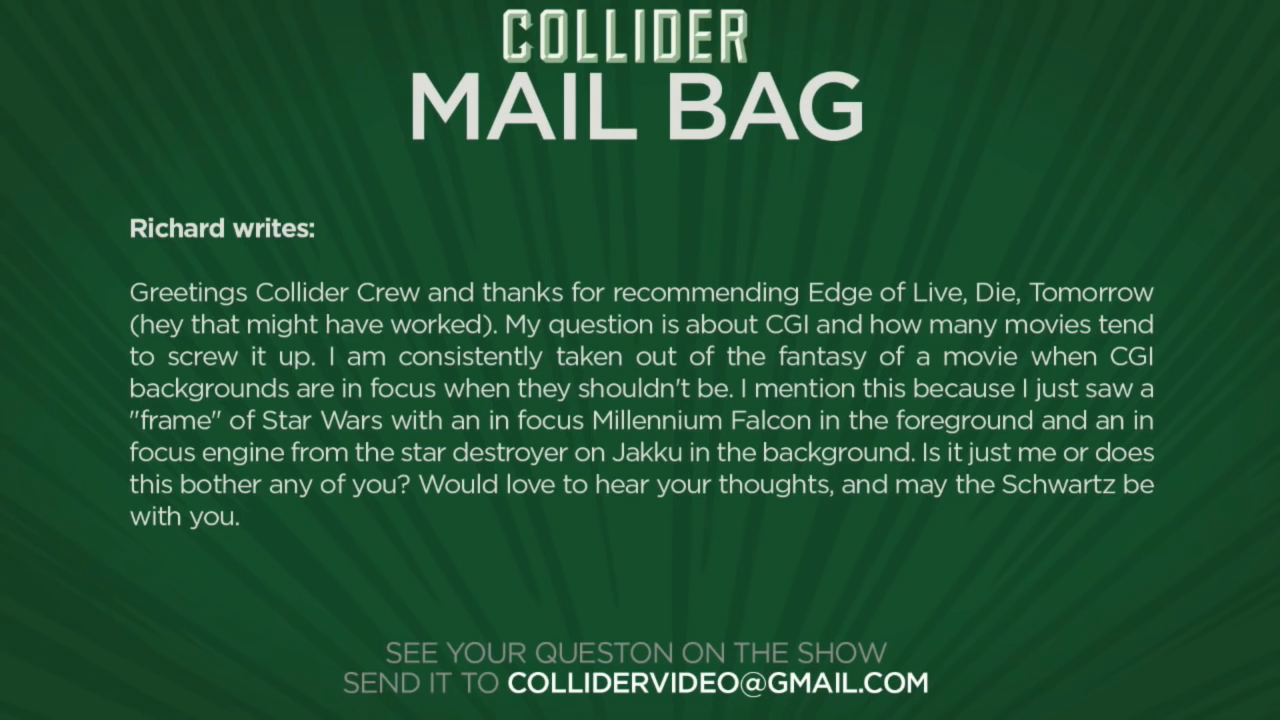 COLLIDER
MAIL BAG
Richard writes:
Greetings Collider Crew and thanks for recommending Edge of Live, Die, Tomorrow
(hey that might have worked). My question is about CGI and how many movies tend
to screw it up. I am consistently taken out of the fantasy of a movie when CGI
backgrounds are in focus when they shouldn't be. I mention this because I just saw a
"frame" of Star Wars with an in focus Millennium Falcon in the foreground and an in
focus engine from the star destroyer on Jakku in the background. Is it just me or does
this bother any of you? Would love to hear your thoughts, and may the Schwartz be
with you.
SEE YOUR QUESTON ON THE SHOW
SEND IT TO COLLIDERVIDEO@GMAIL.COM